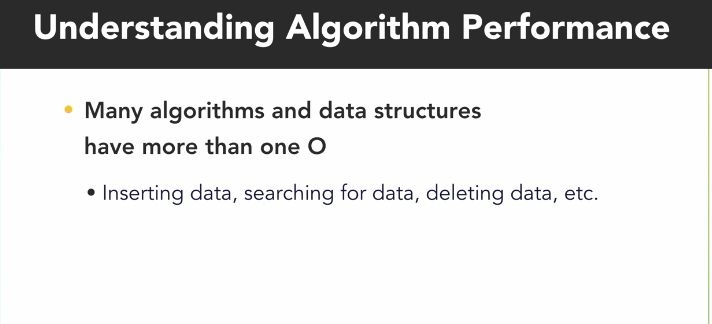 Understanding Algorithm Performance
• Many algorithms and data structures
have more than one O
• Inserting data, searching for data, deleting data, etc.